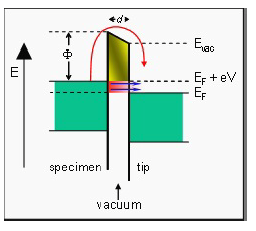 d
Φ
E_vac
E
E_F + eV
E_F
specimen
tip
vacuum